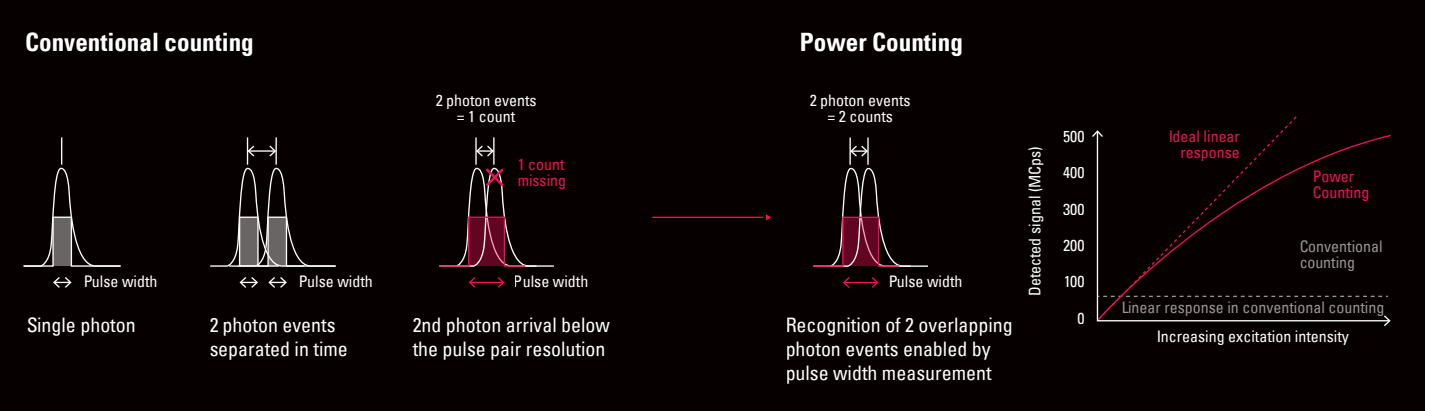 Conventional counting
Single photon
Pulse width
2 photon events
separated in time
Pulse width
2 photon events
= 1 count
1 count
missing
Pulse width
2nd photon arrival below
the pulse pair resolution
Power Counting
2 photon events
= 2 counts
Pulse width
Recognition of 2 overlapping
photon events enabled by
pulse width measurement
Detected signal (MCps)
500
400
300
200
100
0
Ideal linear
response
Power
Counting
Conventional
counting
Linear response in conventional counting
Increasing excitation intensity